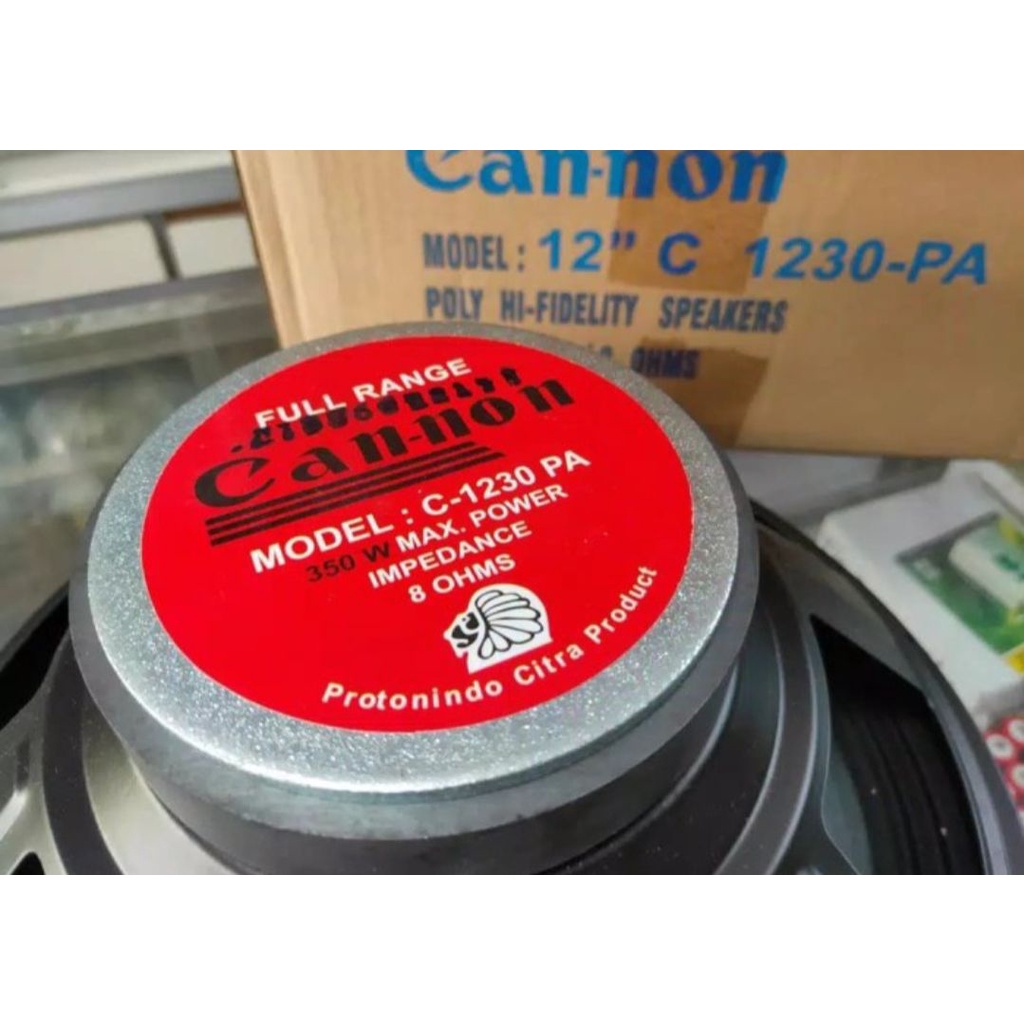 Can-non
MODEL : 12” C 1230-PA
POLY HI-FIDELITY SPEAKERS
OHMS
FULL RANGE
Can-non
MODEL : C-1230 PA
350 W MAX. POWER
IMPEDANCE
8 OHMS
Protonindo Citra Product